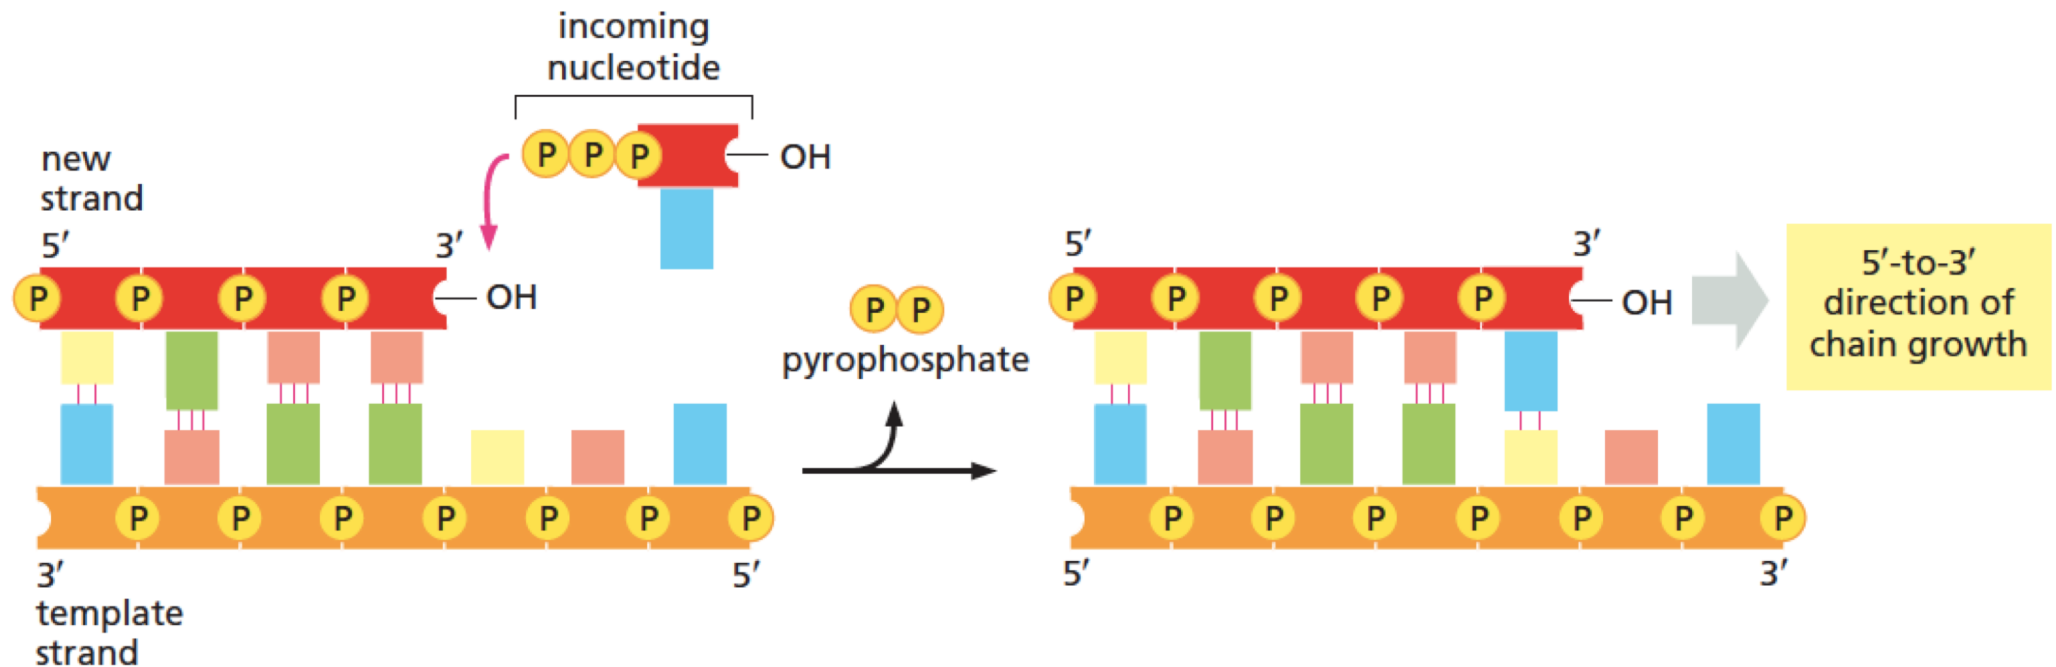 incoming
nucleotide
P P P
OH
new
strand
5′ 3′
P P P P
OH
P P P P P P P
3′ 5′
template
strand
P P
pyrophosphate
5′ 3′
P P P P P
OH
P P P P P P P
5′ 3′
5′-to-3′
direction of
chain growth